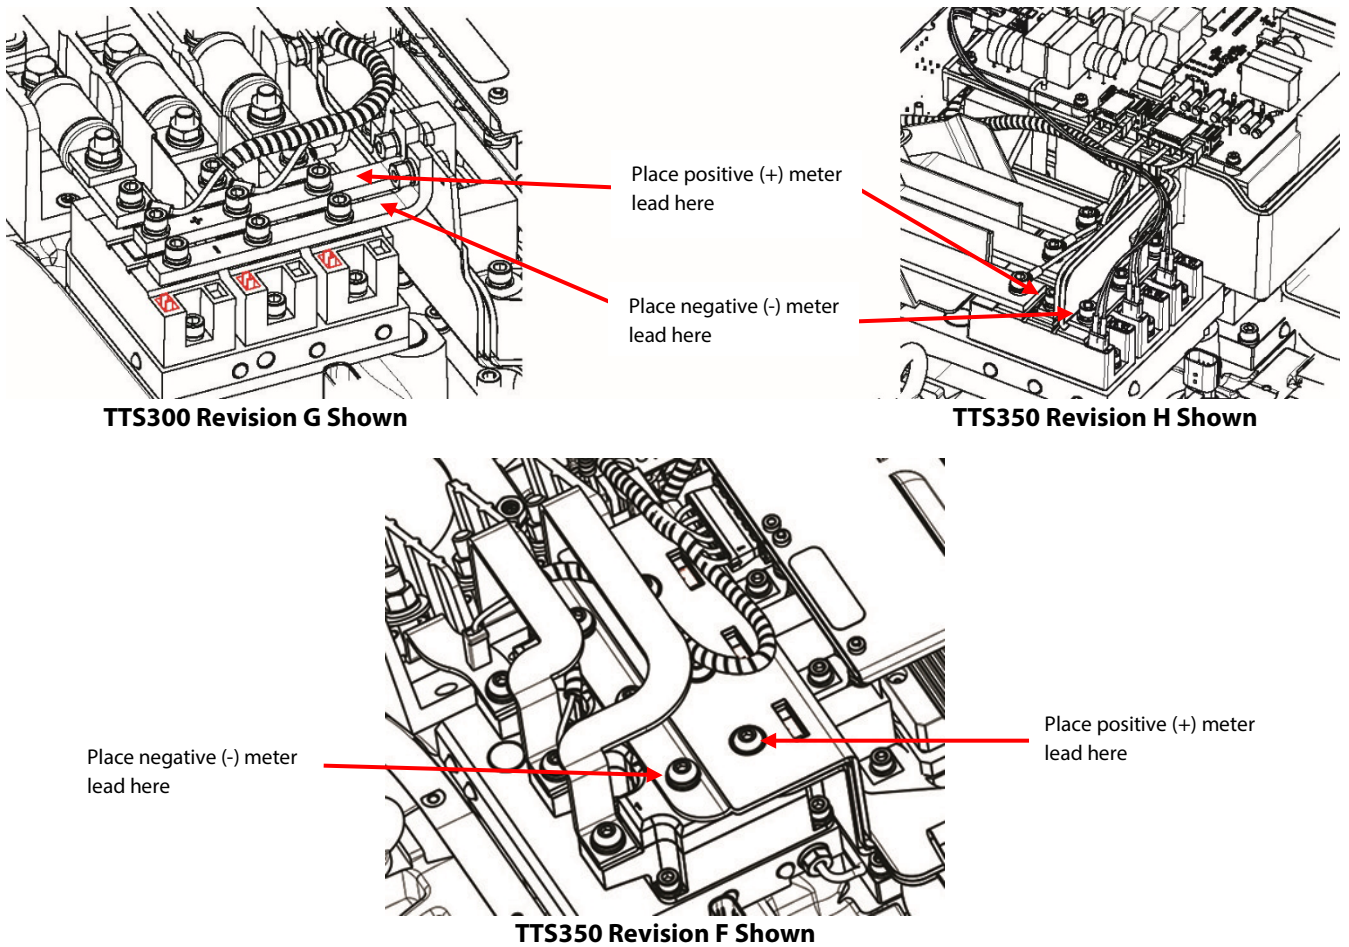 Place positive (+) meter
lead here
Place negative (-) meter
lead here
TTS300 Revision G Shown
TTS350 Revision H Shown
Place negative (-) meter
lead here
Place positive (+) meter
lead here
TTS350 Revision F Shown